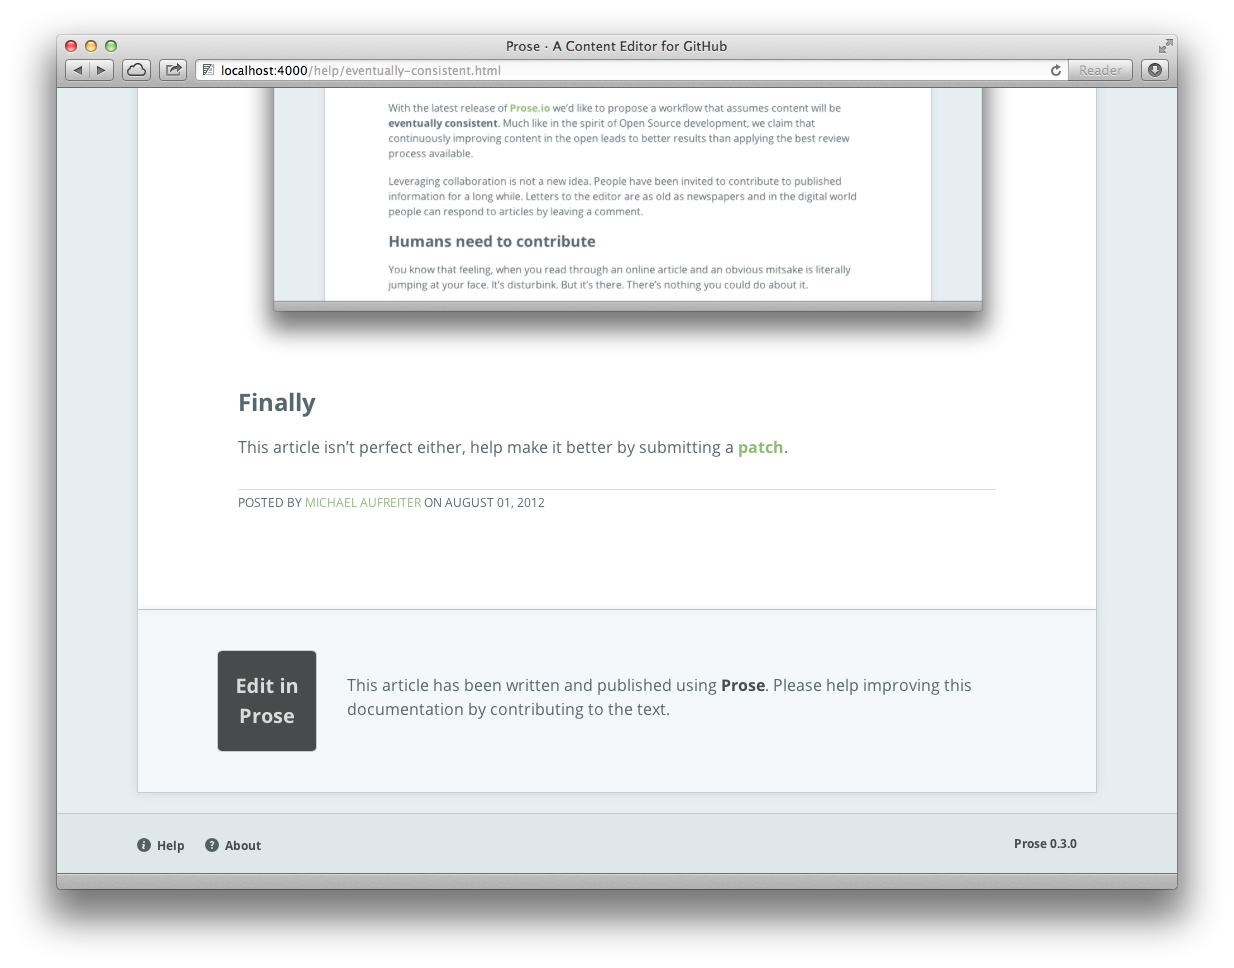 Prose · A Content Editor for GitHub
localhost:4000/help/eventually-consistent.html
Reader
With the latest release of Prose.io we'd like to propose a workflow that assumes content will be
eventually consistent. Much like in the spirit of Open Source development, we claim that
continuously improving content in the open leads to better results than applying the best review
process available.
Leveraging collaboration is not a new idea. People have been invited to contribute to published
information for a long while. Letters to the editor are as old as newspapers and in the digital world
people can respond to articles by leaving a comment.
Humans need to contribute
You know that feeling, when you read through an online article and an obvious mitsake is literally
jumping at your face. It's disturbink. But it's there. There's nothing you could do about it.
Finally
This article isn't perfect either, help make it better by submitting a patch.
POSTED BY MICHAEL AUFREITER ON AUGUST 01, 2012
Edit in
Prose
This article has been written and published using Prose. Please help improving this
documentation by contributing to the text.
Help
About
Prose 0.3.0